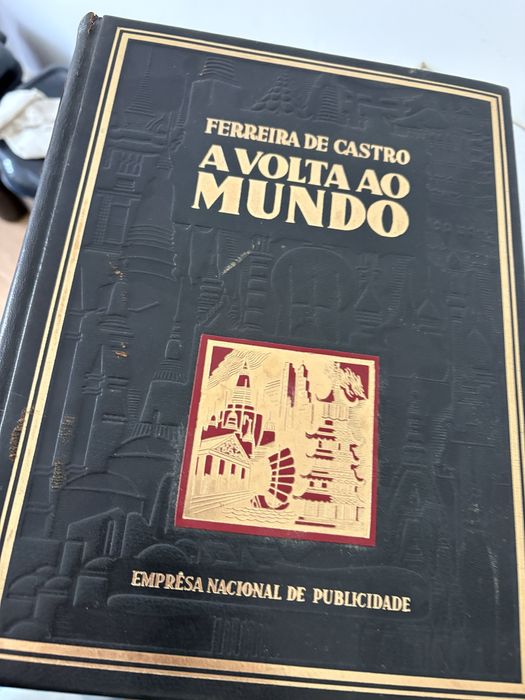 FERREIRA DE CASTRO
A VOLTA AO
MUNDO
EMPRÊSA NACIONAL DE PUBLICIDADE